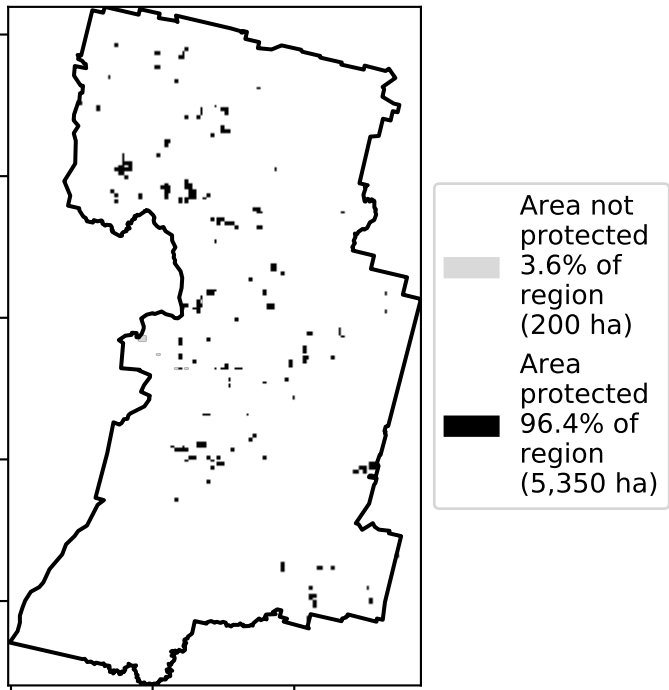 Area not
protected
3.6% of
region
(200 ha)
Area
protected
96.4% of
region
(5,350 ha)